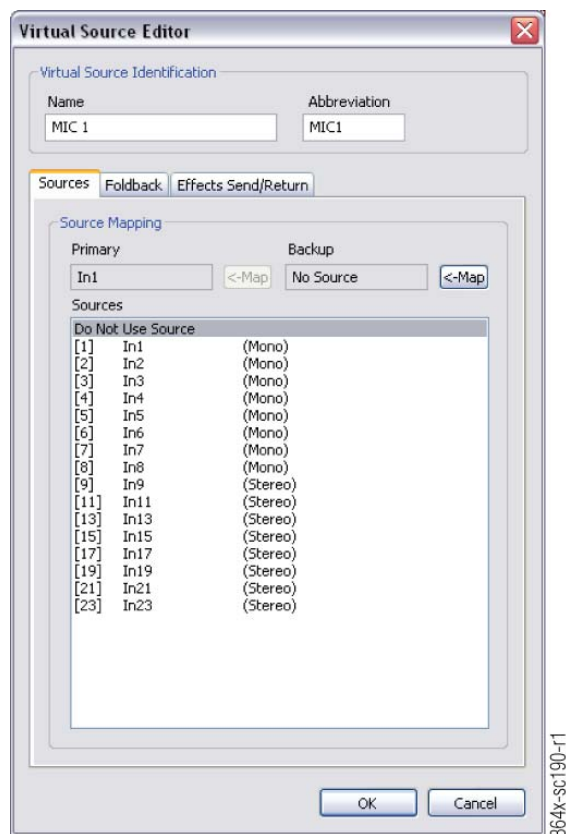 Virtual Source Editor
Virtual Source Identification
Name Abbreviation
MIC 1 MIC1
Sources Foldback Effects Send/Return
Source Mapping
Primary Backup
In1 <-Map No Source <-Map
Sources
Do Not Use Source
[1] In1 (Mono)
[2] In2 (Mono)
[3] In3 (Mono)
[4] In4 (Mono)
[5] In5 (Mono)
[6] In6 (Mono)
[7] In7 (Mono)
[8] In8 (Mono)
[9] In9 (Stereo)
[11] In11 (Stereo)
[13] In13 (Stereo)
[15] In15 (Stereo)
[17] In17 (Stereo)
[19] In19 (Stereo)
[21] In21 (Stereo)
[23] In23 (Stereo)
OK Cancel
864x-sc190-r1